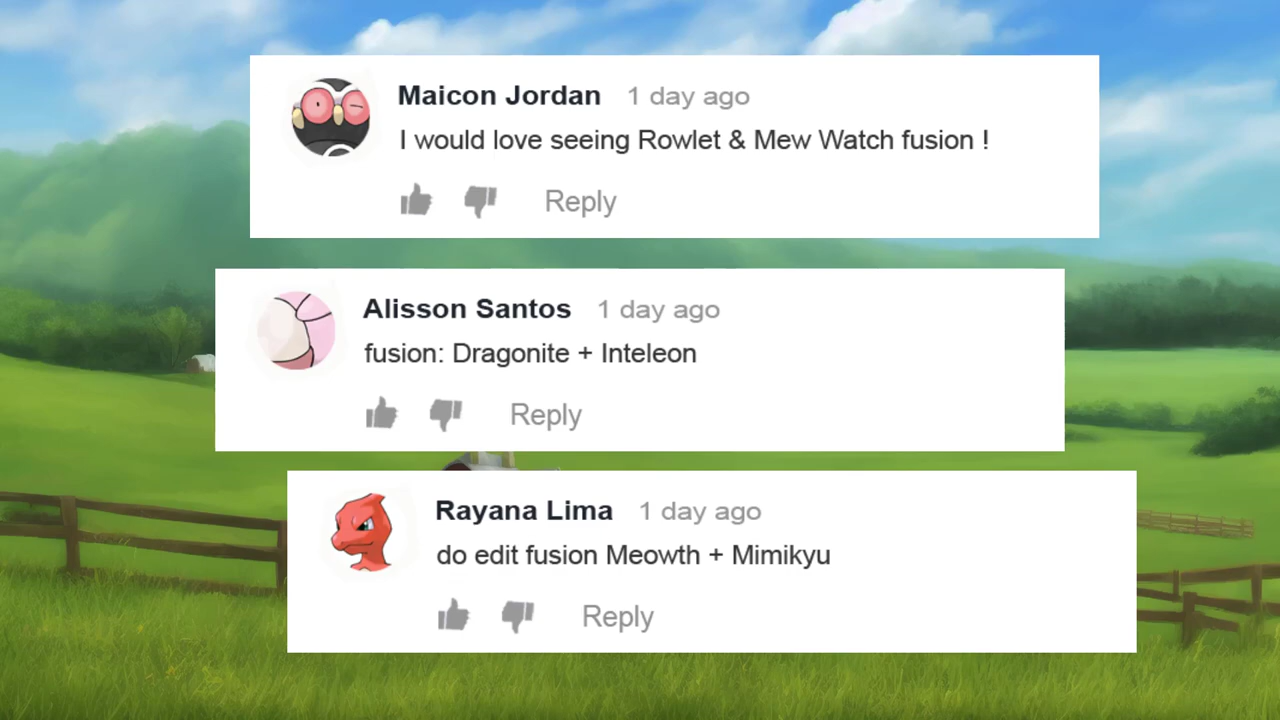 Maicon Jordan 1 day ago
I would love seeing Rowlet & Mew Watch fusion !
Reply
Alisson Santos 1 day ago
fusion: Dragonite + Inteleon
Reply
Rayana Lima 1 day ago
do edit fusion Meowth + Mimikyu
Reply